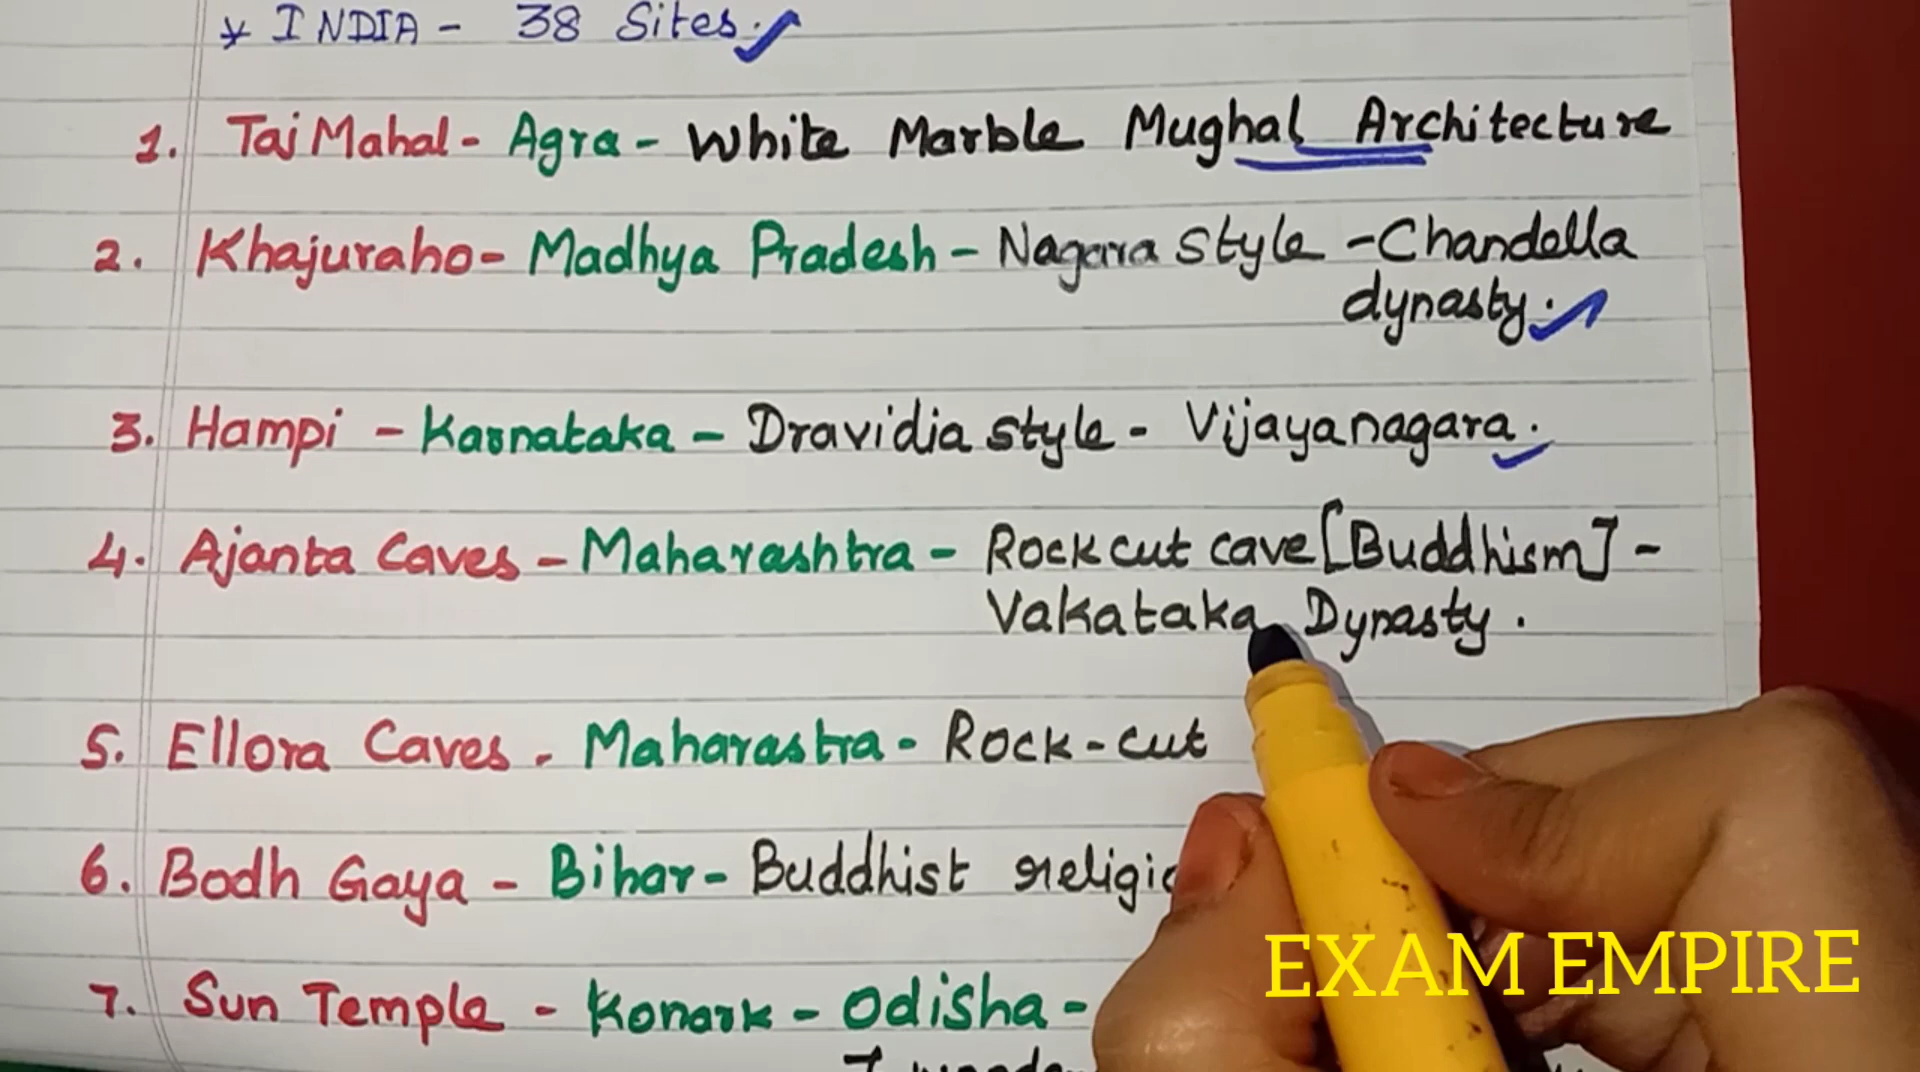 * INDIA - 38 Sites.
1. Taj Mahal - Agra - White Marble Mughal Architecture
2. Khajuraho - Madhya Pradesh - Nagara Style - Chandella
dynasty.
3. Hampi - Karnataka - Dravidia style - Vijayanagara.
4. Ajanta Caves - Maharashtra - Rock cut cave [Buddhism] -
Vakataka Dynasty.
5. Ellora Caves - Maharastra - Rock-cut
6. Bodh Gaya - Bihar - Buddhist
7. Sun Temple - Konark - Odisha -
EXAM EMPIRE